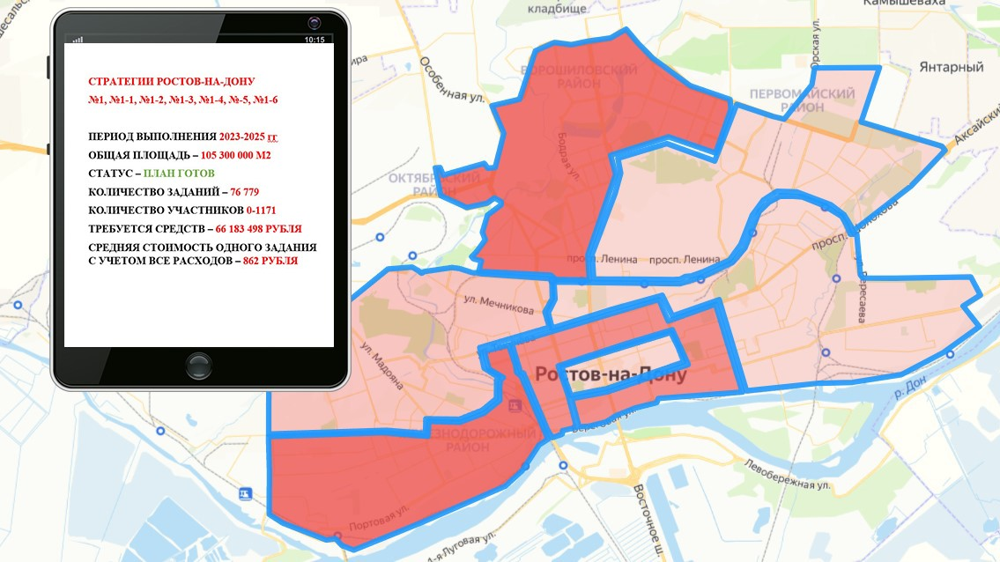 10:15
СТРАТЕГИИ РОСТОВ-НА-ДОНУ
№1, №1-1, №1-2, №1-3, №1-4, №-5, №1-6
ПЕРИОД ВЫПОЛНЕНИЯ 2023-2025 гг
ОБЩАЯ ПЛОЩАДЬ – 105 300 000 М2
СТАТУС – ПЛАН ГОТОВ
КОЛИЧЕСТВО ЗАДАНИЙ – 76 779
КОЛИЧЕСТВО УЧАСТНИКОВ 0-1171
ТРЕБУЕТСЯ СРЕДСТВ – 66 183 498 РУБЛЯ
СРЕДНЯЯ СТОИМОСТЬ ОДНОГО ЗАДАНИЯ
С УЧЕТОМ ВСЕ РАСХОДОВ – 862 РУБЛЯ
кладбище
Камышеваха
Янтарный
Особенная ул.
ВОРОШИЛОВСКИЙ
РАЙОН
ПЕРВОМАЙСКИЙ
РАЙОН
Аксайский
Бодрая ул.
ОКТЯБРЬСКИЙ
РАЙОН
просп.
просп. Ленина
просп. Ленина
ул. Мечникова
ул. Мадояна
Ростов-на-Дону
р. Дон
РАЙОН
Портовая ул.
Левобережная ул.
Восточное ш.
1-я Луговая ул.